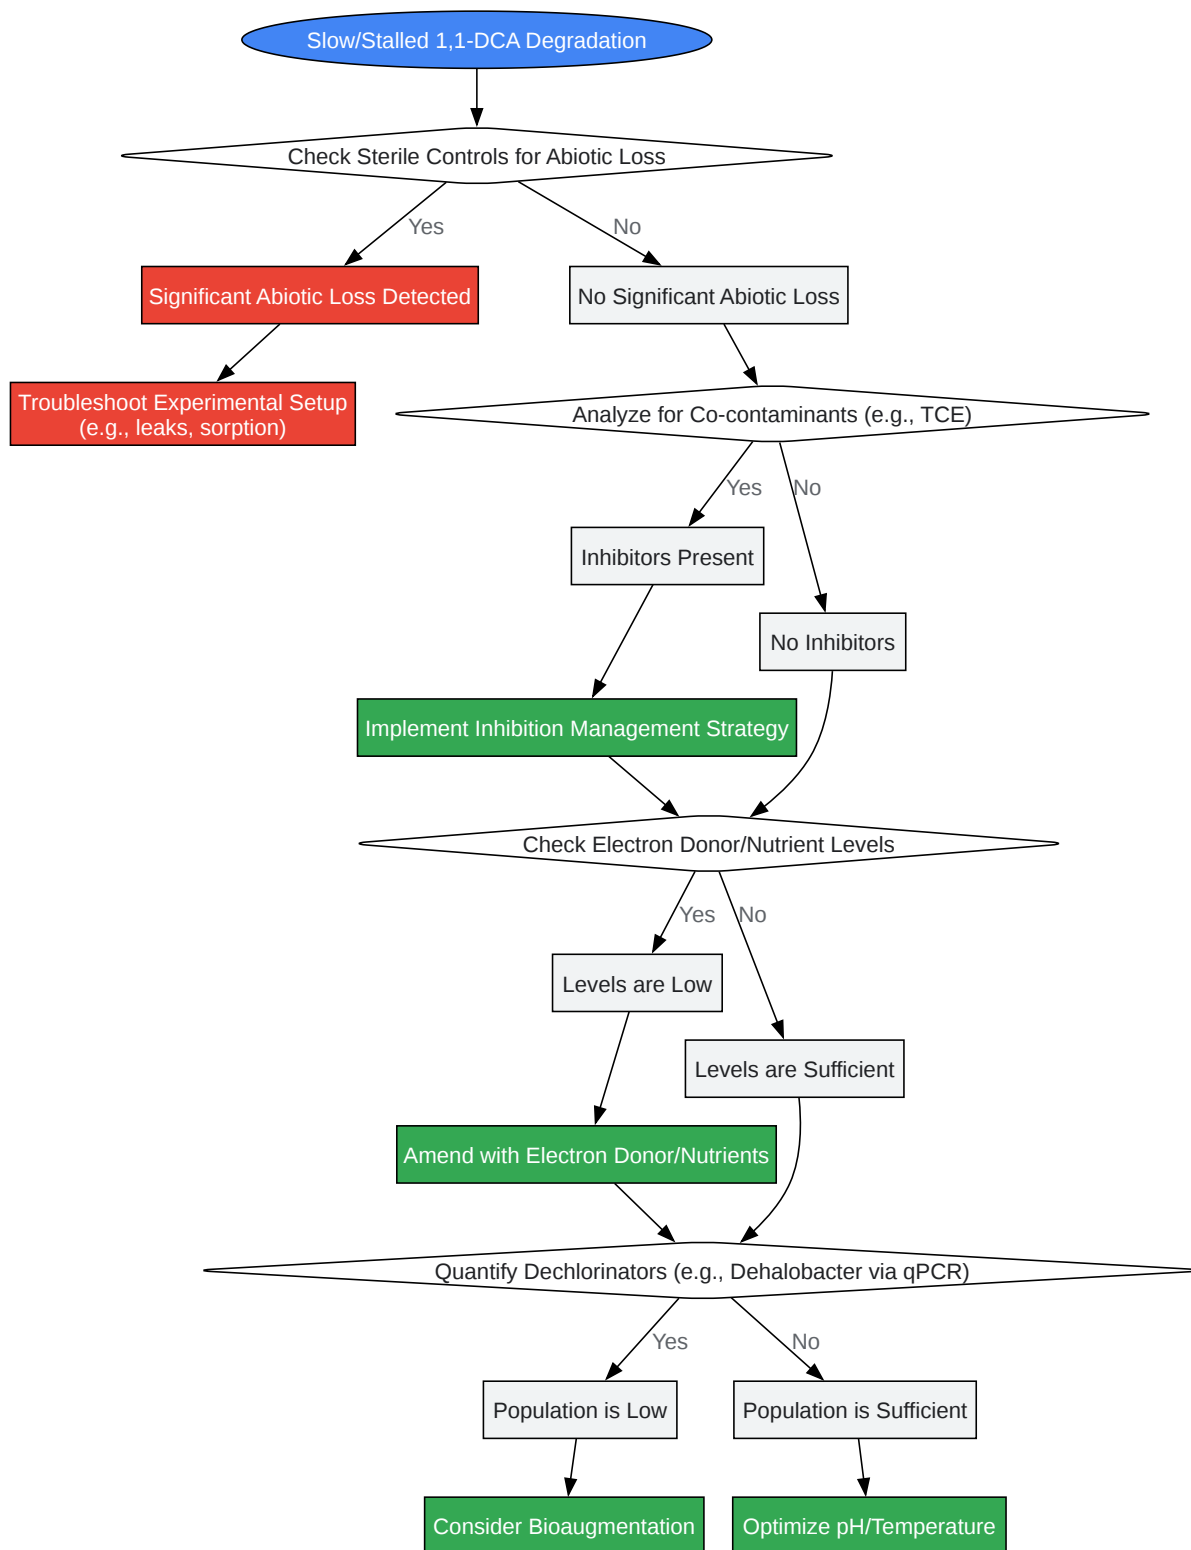 Slow/Stalled 1,1-DCA Degradation
Check Sterile Controls for Abiotic Loss
Yes
No
Significant Abiotic Loss Detected
No Significant Abiotic Loss
Troubleshoot Experimental Setup
(e.g., leaks, sorption)
Analyze for Co-contaminants (e.g., TCE)
Yes
No
Inhibitors Present
No Inhibitors
Implement Inhibition Management Strategy
Check Electron Donor/Nutrient Levels
Yes
No
Levels are Low
Levels are Sufficient
Amend with Electron Donor/Nutrients
Quantify Dechlorinators (e.g., Dehalobacter via qPCR)
Yes
No
Population is Low
Population is Sufficient
Consider Bioaugmentation
Optimize pH/Temperature